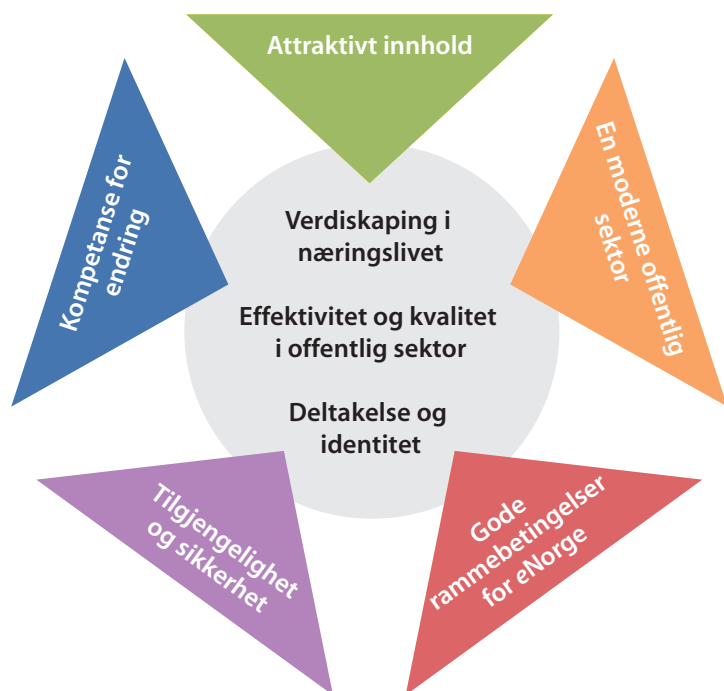 Attraktivt innhold
En moderne offentlig
sektor
Kompetanse for
endring
Verdiskaping i
næringslivet
Effektivitet og kvalitet
i offentlig sektor
Deltakelse og
identitet
Tilgjengelighet
og sikkerhet
Gode
rammebetingelser
for eNorge